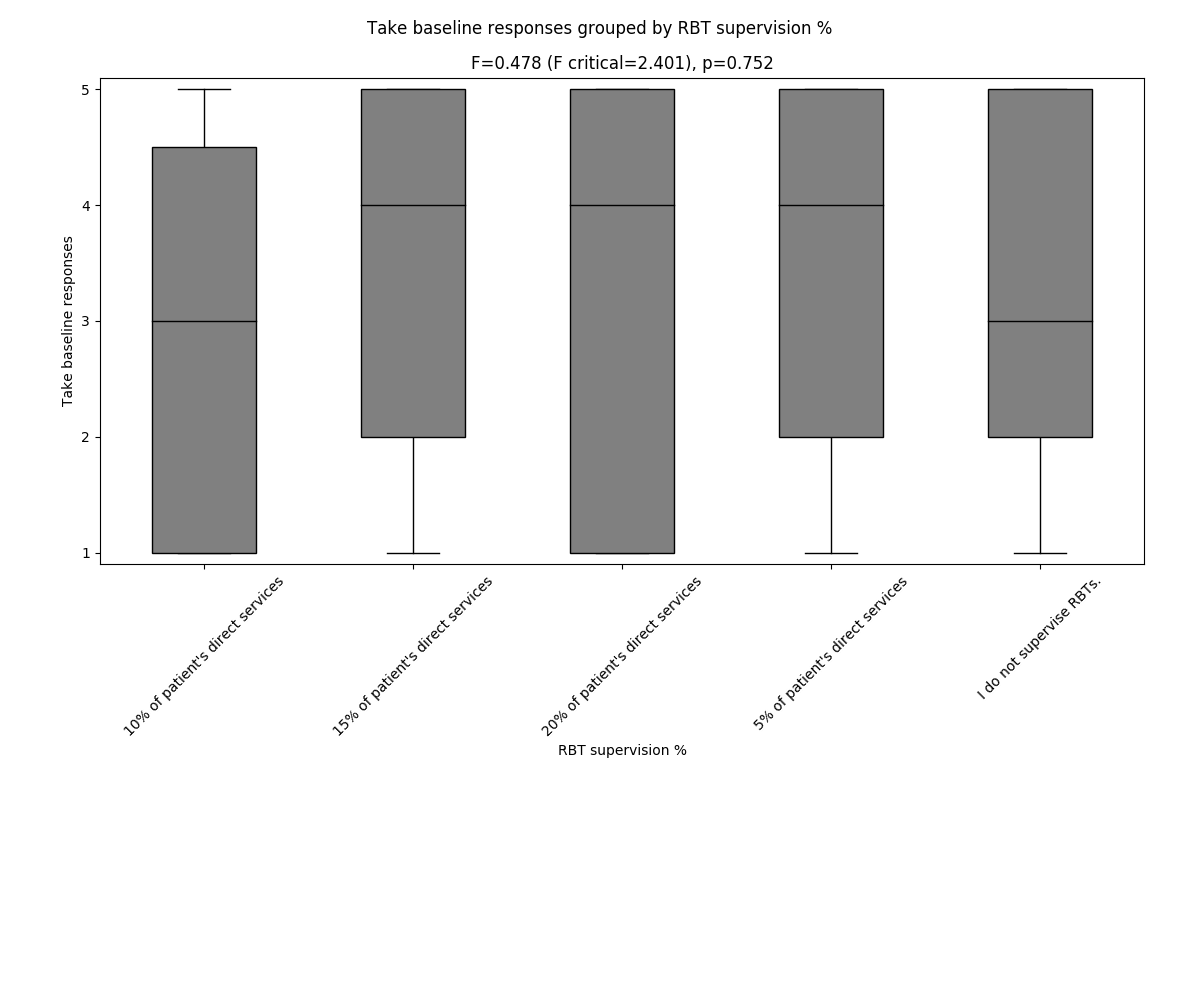 Take baseline responses grouped by RBT supervision %
F=0.478 (F critical=2.401), p=0.752
Take baseline responses
5
4
3
2
1
10% of patient's direct services
15% of patient's direct services
20% of patient's direct services
5% of patient's direct services
I do not supervise RBTs.
RBT supervision %